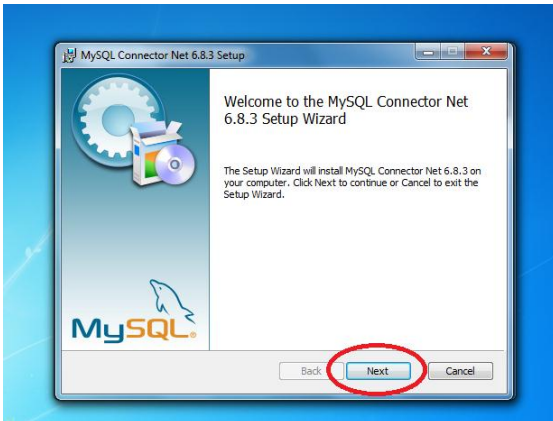 MySQL Connector Net 6.8.3 Setup
Welcome to the MySQL Connector Net
6.8.3 Setup Wizard
The Setup Wizard will install MySQL Connector Net 6.8.3 on
your computer. Click Next to continue or Cancel to exit the
Setup Wizard.
MySQL®
Back
Next
Cancel